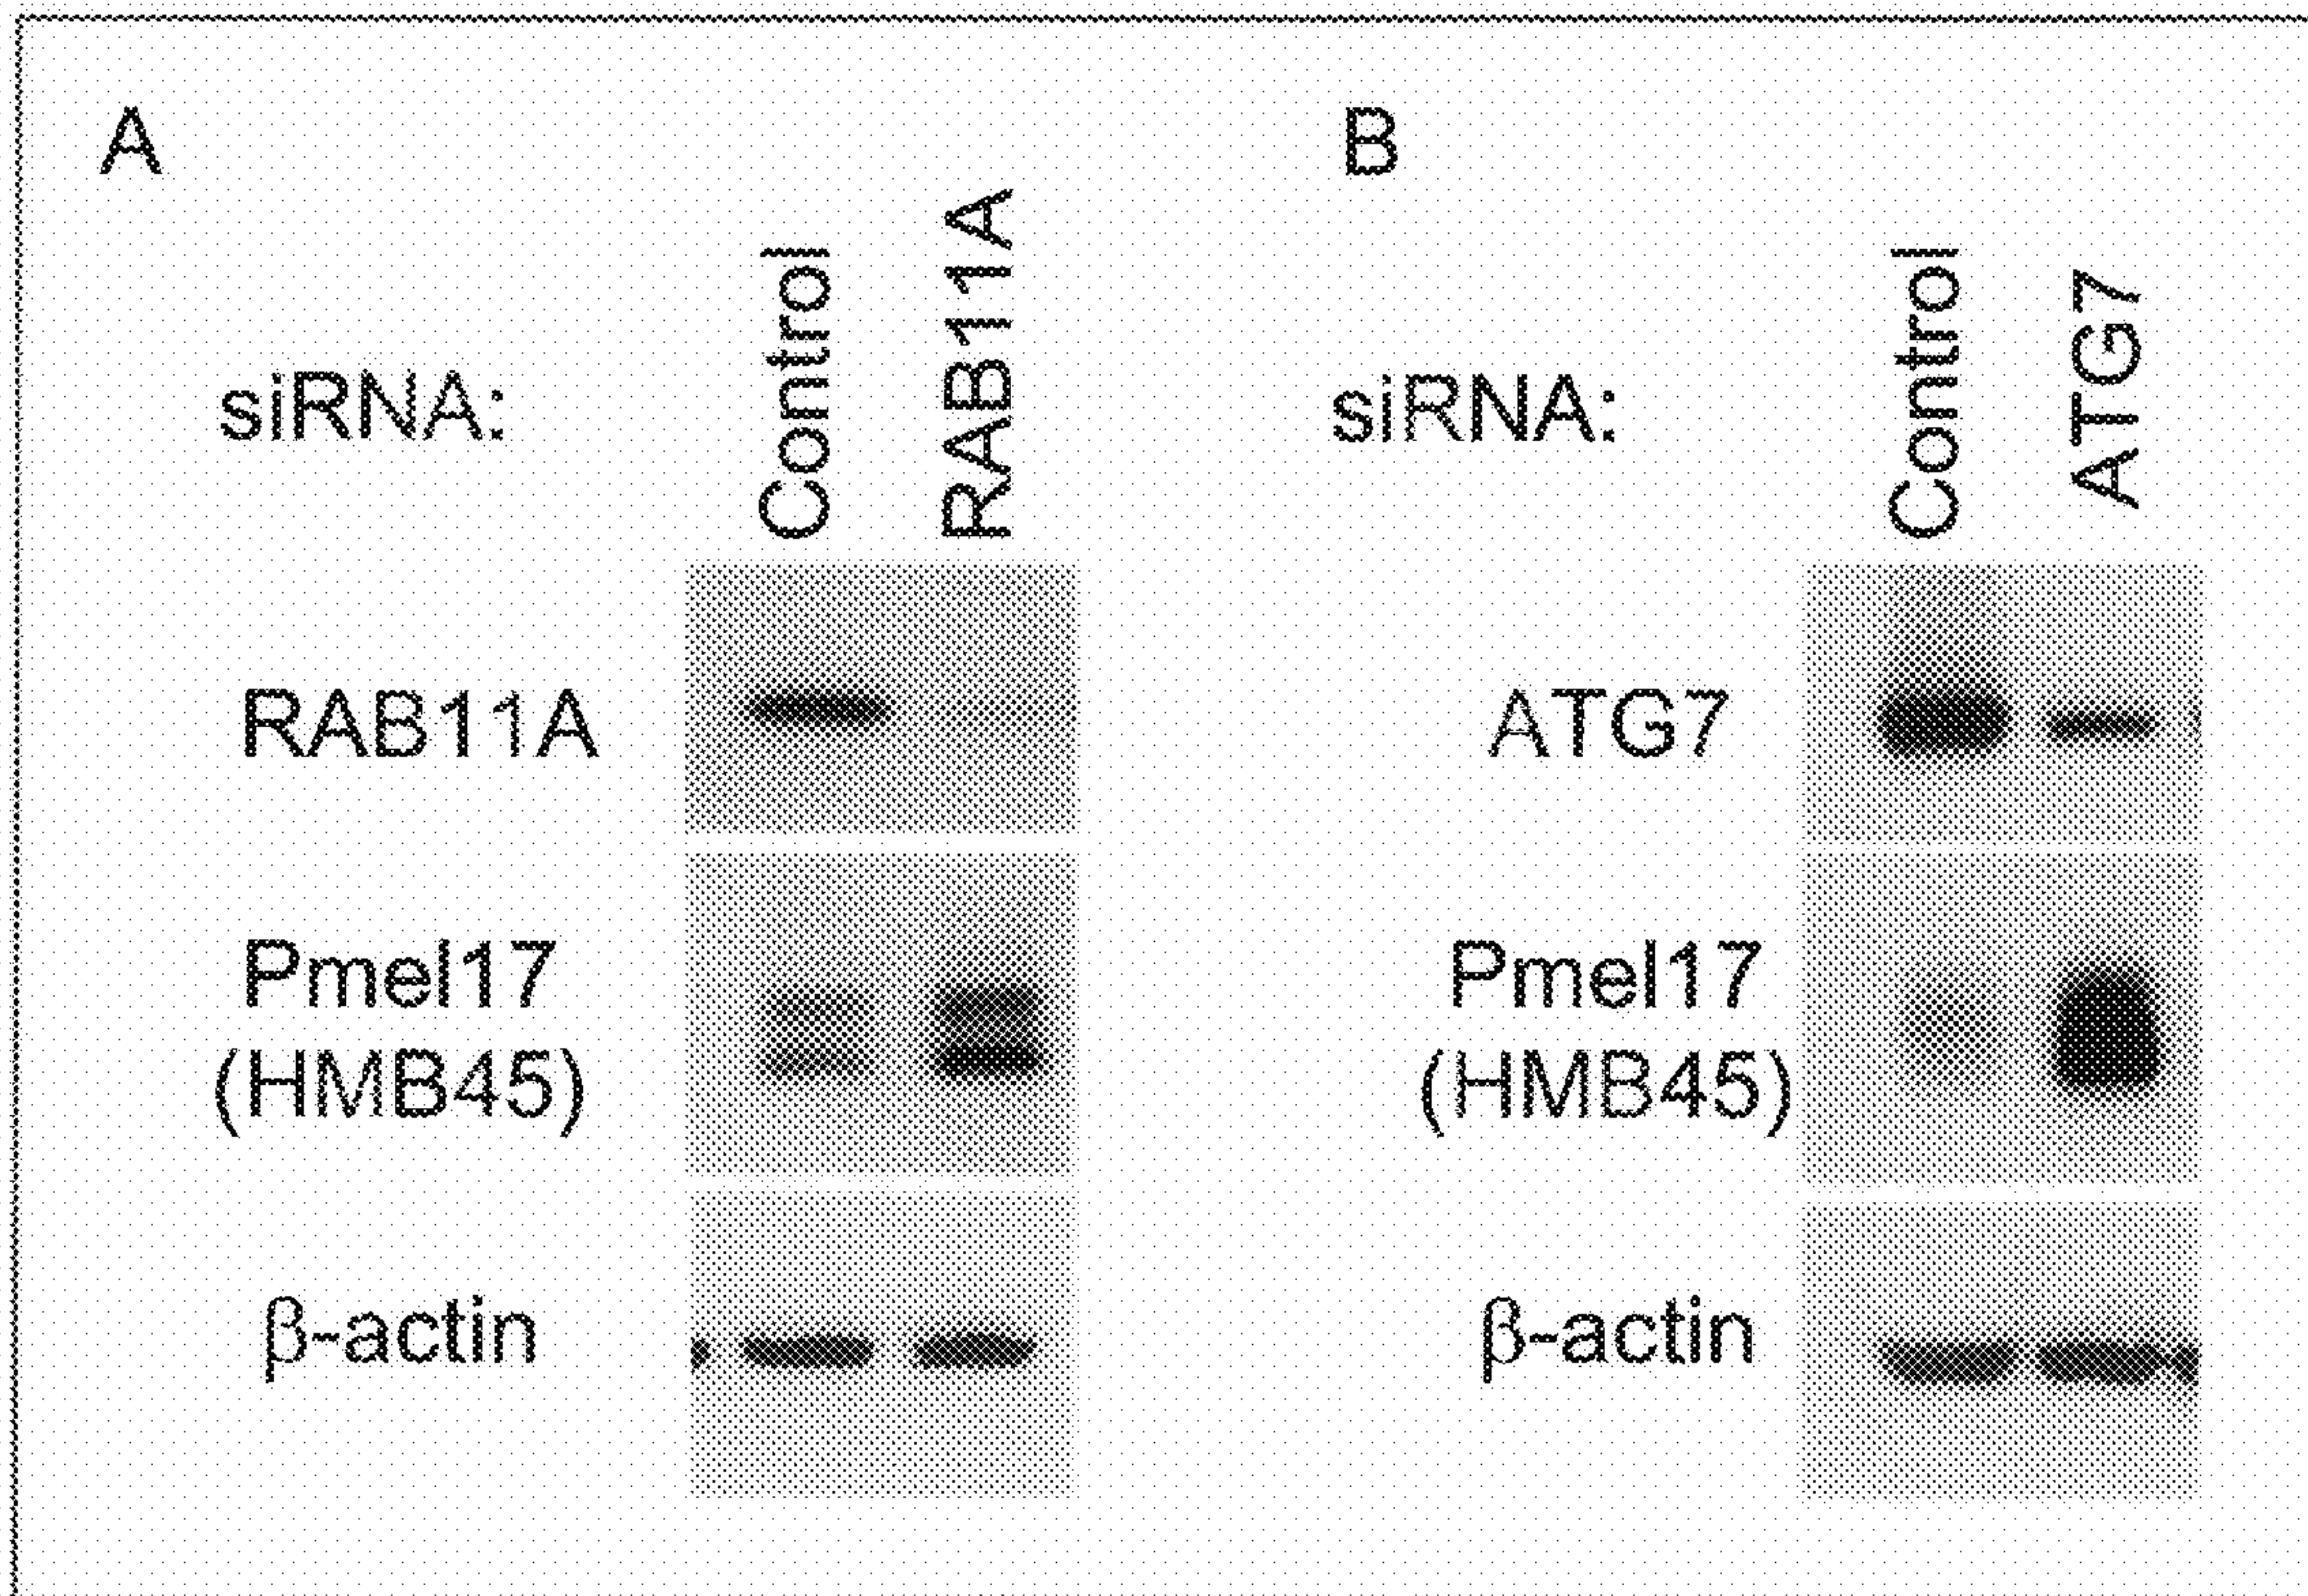 A
siRNA:
Control
RAB11A
RAB11A
Pmel17
(HMB45)
β-actin
B
siRNA:
Control
ATG7
ATG7
Pmel17
(HMB45)
β-actin